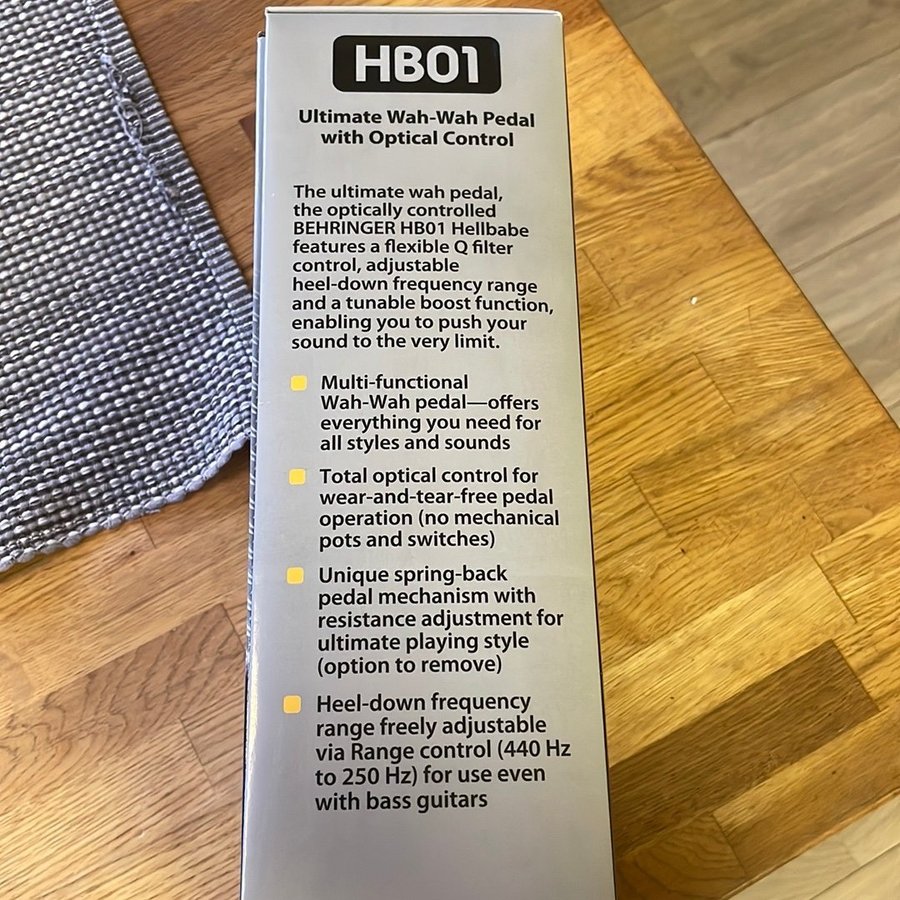 HB01
Ultimate Wah-Wah Pedal
with Optical Control
The ultimate wah pedal,
the optically controlled
BEHRINGER HB01 Hellbabe
features a flexible Q filter
control, adjustable
heel-down frequency range
and a tunable boost function,
enabling you to push your
sound to the very limit.
Multi-functional
Wah-Wah pedal—offers
everything you need for
all styles and sounds
Total optical control for
wear-and-tear-free pedal
operation (no mechanical
pots and switches)
Unique spring-back
pedal mechanism with
resistance adjustment for
ultimate playing style
(option to remove)
Heel-down frequency
range freely adjustable
via Range control (440 Hz
to 250 Hz) for use even
with bass guitars